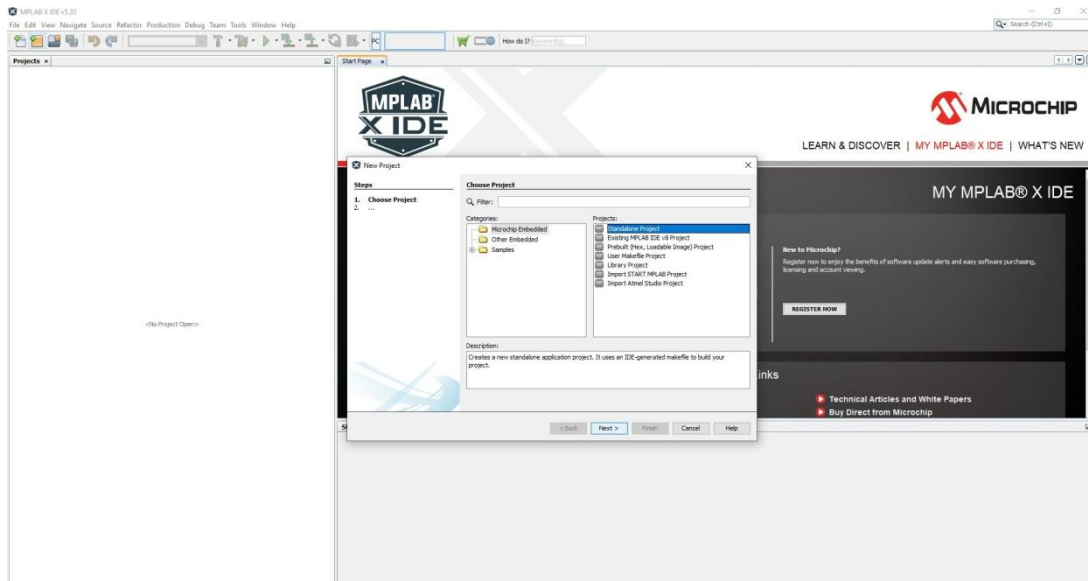 MPLAB X IDE v5.35
File Edit View Navigate Source Refactor Production Debug Team Tools Window Help
Search (Ctrl+I)
PC
How do I?
Projects
Start Page
MPLAB
X IDE
MICROCHIP
LEARN & DISCOVER | MY MPLAB® X IDE | WHAT'S NEW
MY MPLAB® X IDE
New Project
Steps
1. Choose Project
2. ...
Choose Project
Filter:
Categories:
Microchip Embedded
Other Embedded
Samples
Projects:
Standalone Project
Existing MPLAB IDE v8 Project
Prebuilt (Hex, Loadable Image) Project
User Makefile Project
Library Project
Import START MPLAB Project
Import Atmel Studio Project
Description:
Creates a new standalone application project. It uses an IDE-generated makefile to build your
project.
< Back Next > Finish Cancel Help
New to Microchip?
Register now to enjoy the benefits of software update alerts and easy software purchasing,
licensing and account viewing.
REGISTER NOW
inks
Technical Articles and White Papers
Buy Direct from Microchip
<No Project Open>